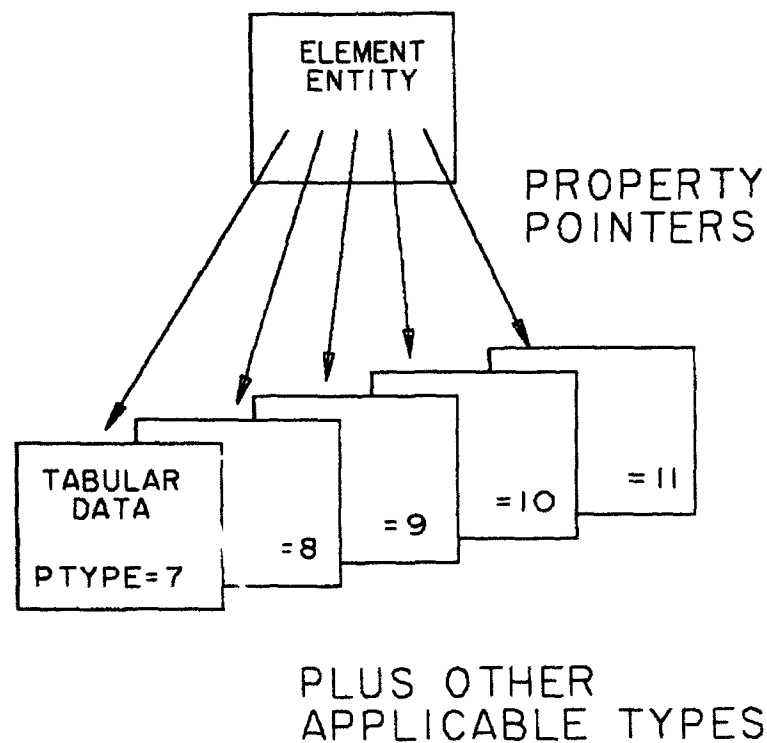 ELEMENT
ENTITY
PROPERTY
POINTERS
TABULAR
DATA
PTYPE=7
=8
=9
=10
=11
PLUS OTHER
APPLICABLE TYPES